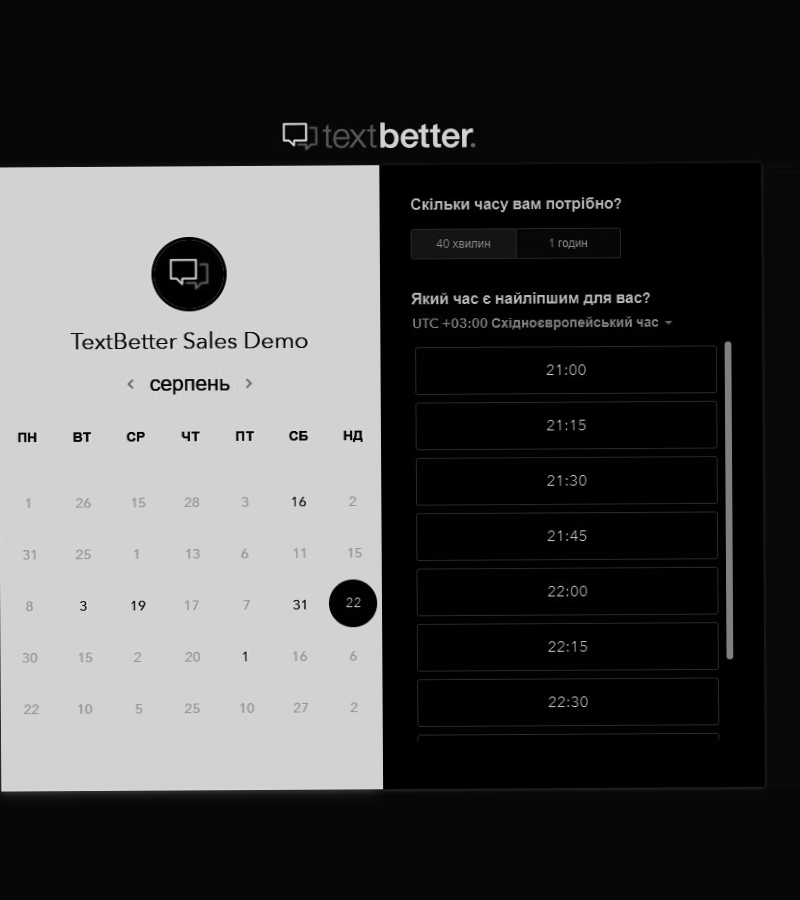 textbetter.
TextBetter Sales Demo
серпень
ПН ВТ СР ЧТ ПТ СБ НД
1 26 15 28 3 16 2
31 25 1 13 6 11 15
8 3 19 17 7 31 22
30 15 2 20 1 16 6
22 10 5 25 10 27 2
Скільки часу вам потрібно?
40 хвилин 1 годин
Який час є найліпшим для вас?
UTC +03:00 Східноєвропейський час
21:00
21:15
21:30
21:45
22:00
22:15
22:30